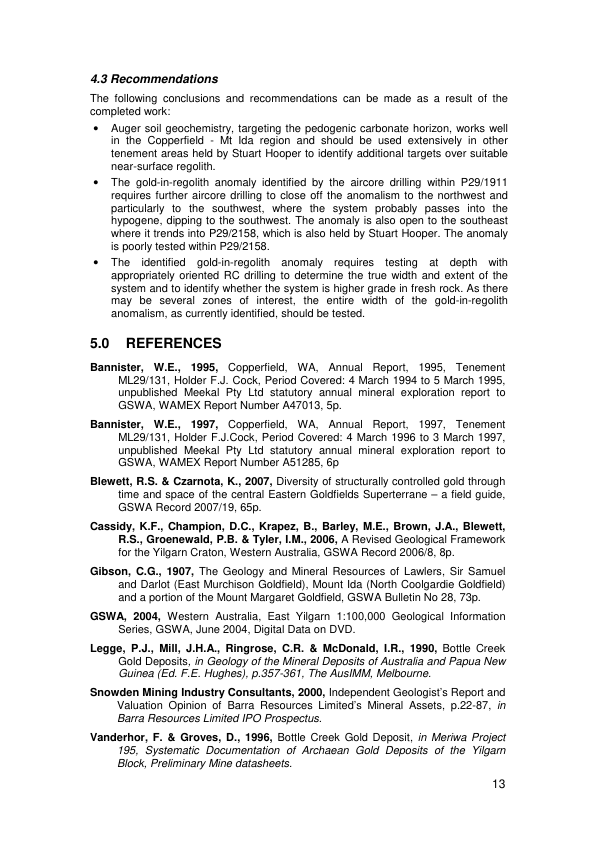 4.3 Recommendations
The following conclusions and recommendations can be made as a result of the
completed work:
• Auger soil geochemistry, targeting the pedogenic carbonate horizon, works well
in the Copperfield - Mt Ida region and should be used extensively in other
tenement areas held by Stuart Hooper to identify additional targets over suitable
near-surface regolith.
• The gold-in-regolith anomaly identified by the aircore drilling within P29/1911
requires further aircore drilling to close off the anomalism to the northwest and
particularly to the southwest, where the system probably passes into the
hypogene, dipping to the southwest. The anomaly is also open to the southeast
where it trends into P29/2158, which is also held by Stuart Hooper. The anomaly
is poorly tested within P29/2158.
• The identified gold-in-regolith anomaly requires testing at depth with
appropriately oriented RC drilling to determine the true width and extent of the
system and to identify whether the system is higher grade in fresh rock. As there
may be several zones of interest, the entire width of the gold-in-regolith
anomalism, as currently identified, should be tested.
5.0 REFERENCES
Bannister, W.E., 1995, Copperfield, WA, Annual Report, 1995, Tenement
ML29/131, Holder F.J. Cock, Period Covered: 4 March 1994 to 5 March 1995,
unpublished Meekal Pty Ltd statutory annual mineral exploration report to
GSWA, WAMEX Report Number A47013, 5p.
Bannister, W.E., 1997, Copperfield, WA, Annual Report, 1997, Tenement
ML29/131, Holder F.J.Cock, Period Covered: 4 March 1996 to 3 March 1997,
unpublished Meekal Pty Ltd statutory annual mineral exploration report to
GSWA, WAMEX Report Number A51285, 6p
Blewett, R.S. & Czarnota, K., 2007, Diversity of structurally controlled gold through
time and space of the central Eastern Goldfields Superterrane – a field guide,
GSWA Record 2007/19, 65p.
Cassidy, K.F., Champion, D.C., Krapez, B., Barley, M.E., Brown, J.A., Blewett,
R.S., Groenewald, P.B. & Tyler, I.M., 2006, A Revised Geological Framework
for the Yilgarn Craton, Western Australia, GSWA Record 2006/8, 8p.
Gibson, C.G., 1907, The Geology and Mineral Resources of Lawlers, Sir Samuel
and Darlot (East Murchison Goldfield), Mount Ida (North Coolgardie Goldfield)
and a portion of the Mount Margaret Goldfield, GSWA Bulletin No 28, 73p.
GSWA, 2004, Western Australia, East Yilgarn 1:100,000 Geological Information
Series, GSWA, June 2004, Digital Data on DVD.
Legge, P.J., Mill, J.H.A., Ringrose, C.R. & McDonald, I.R., 1990, Bottle Creek
Gold Deposits, in Geology of the Mineral Deposits of Australia and Papua New
Guinea (Ed. F.E. Hughes), p.357-361, The AusIMM, Melbourne.
Snowden Mining Industry Consultants, 2000, Independent Geologist's Report and
Valuation Opinion of Barra Resources Limited's Mineral Assets, p.22-87, in
Barra Resources Limited IPO Prospectus.
Vanderhor, F. & Groves, D., 1996, Bottle Creek Gold Deposit, in Meriwa Project
195, Systematic Documentation of Archaean Gold Deposits of the Yilgarn
Block, Preliminary Mine datasheets.
13